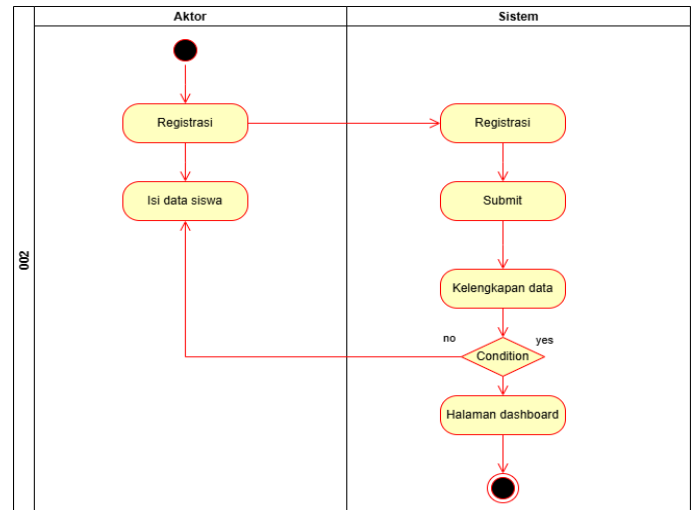 Aktor
Sistem
Registrasi
Registrasi
Isi data siswa
Submit
002
Kelengkapan data
no
yes
Condition
Halaman dashboard